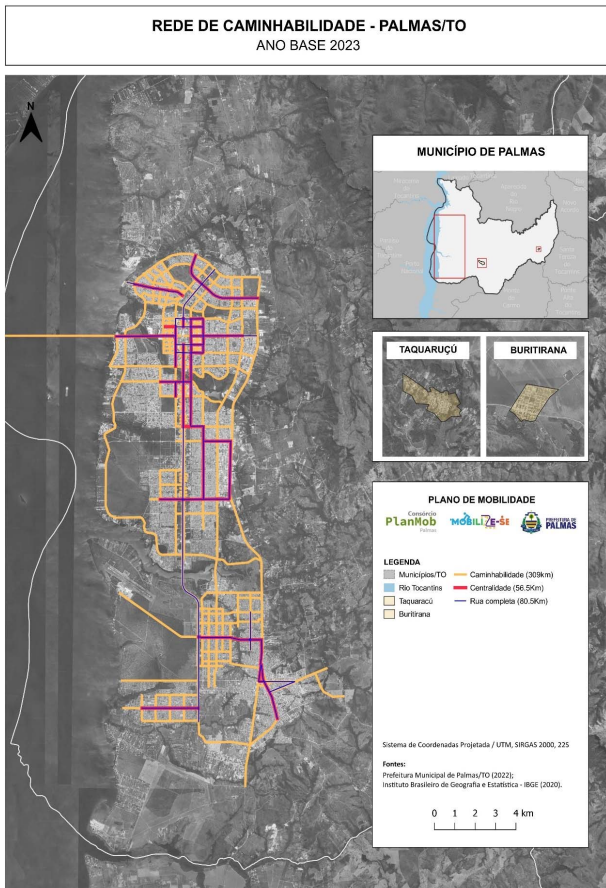 REDE DE CAMINHABILIDADE - PALMAS/TO
ANO BASE 2023
N
MUNICÍPIO DE PALMAS
TAQUARUÇÚ
BURITIRANA
PLANO DE MOBILIDADE
Consórcio
PlanMob
Palmas
MOBILIZE-SE
PREFEITURA DE
PALMAS
LEGENDA
Municípios/TO
Rio Tocantins
Taquaracú
Buritirana
Caminhabilidade (309km)
Centralidade (56.5Km)
Rua completa (80.5Km)
Sistema de Coordenadas Projetada / UTM, SIRGAS 2000, 22S
Fontes:
Prefeitura Municipal de Palmas/TO (2022);
Instituto Brasileiro de Geografia e Estatística - IBGE (2020).
0 1 2 3 4 km